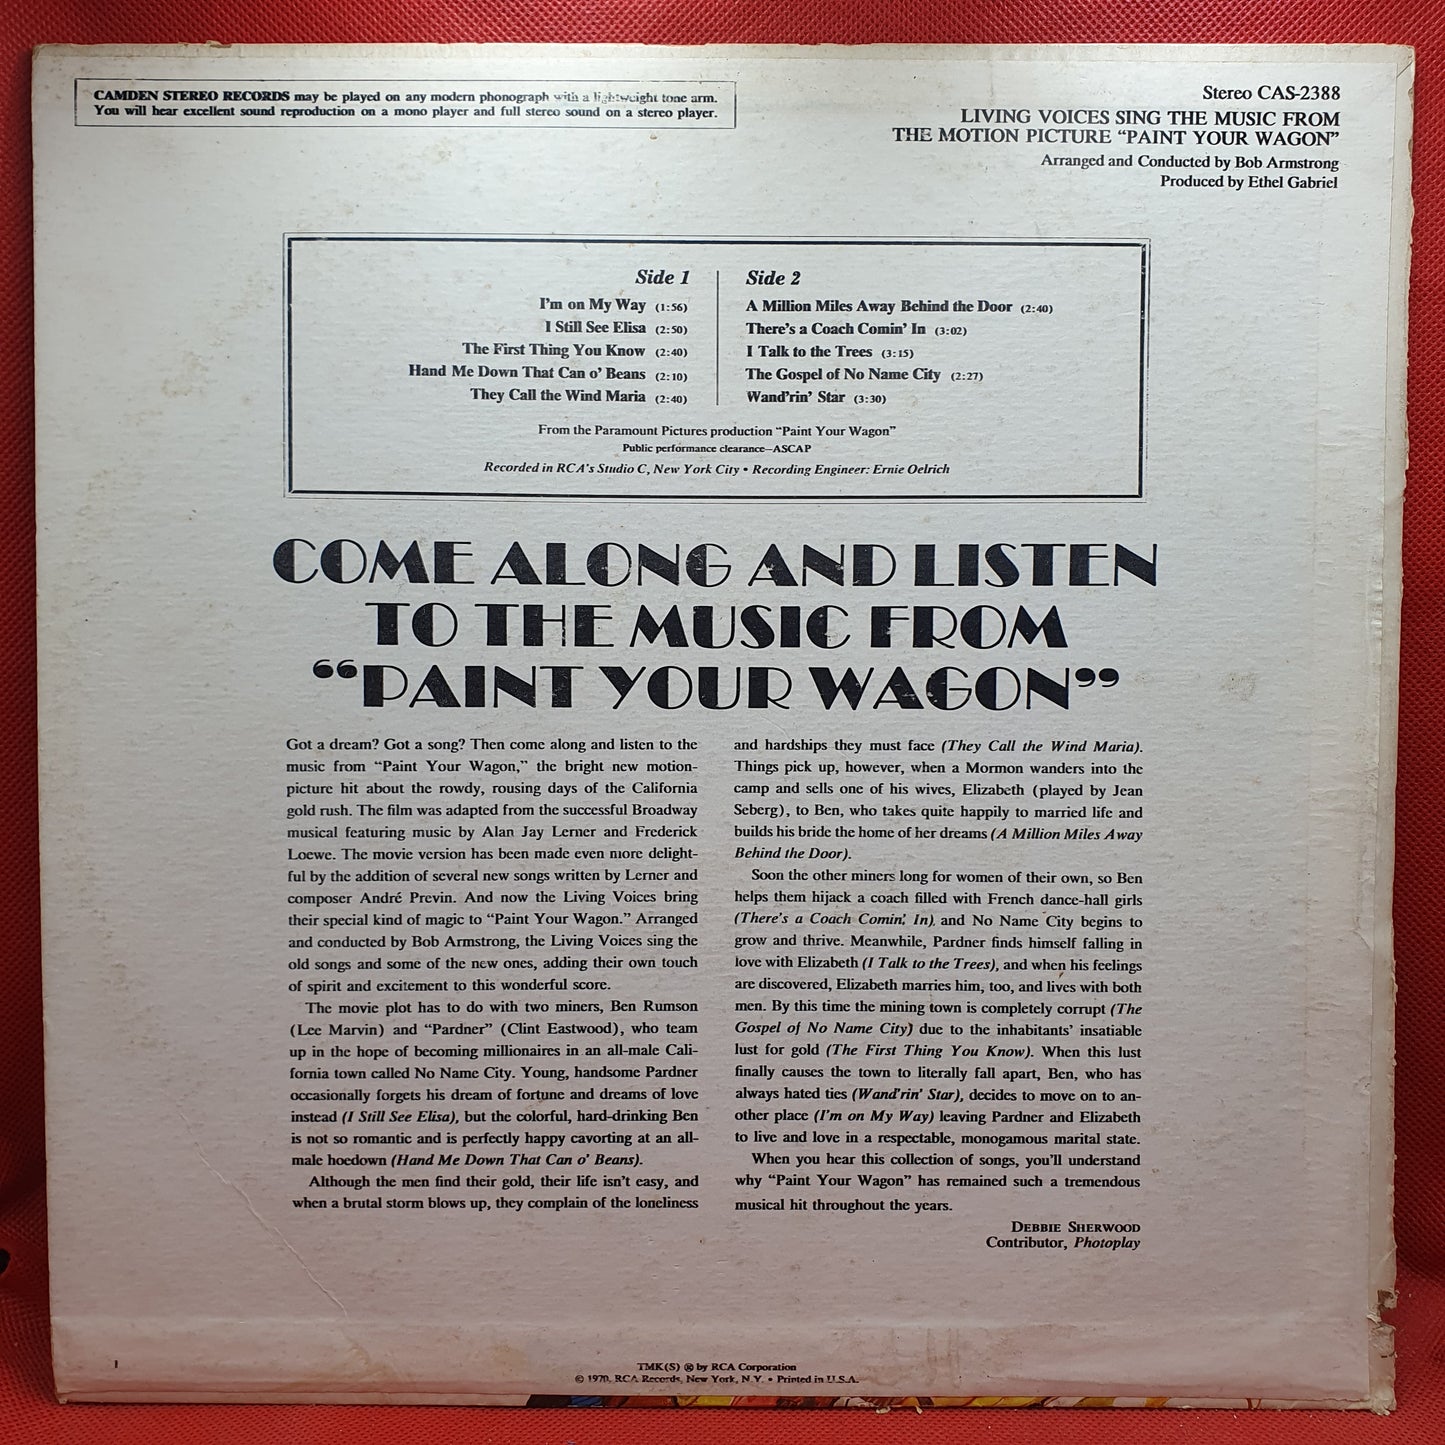 CAMDEN STEREO RECORDS may be played on any modern phonograph with a lightweight tone arm.
You will hear excellent sound reproduction on a mono player and full stereo sound on a stereo player.
Stereo CAS-2388
LIVING VOICES SING THE MUSIC FROM
THE MOTION PICTURE “PAINT YOUR WAGON”
Arranged and Conducted by Bob Armstrong
Produced by Ethel Gabriel
Side 1
I’m on My Way (1:56)
I Still See Elisa (2:50)
The First Thing You Know (2:40)
Hand Me Down That Can o’ Beans (2:10)
They Call the Wind Maria (2:40)
Side 2
A Million Miles Away Behind the Door (2:40)
There’s a Coach Comin’ In (3:02)
I Talk to the Trees (3:15)
The Gospel of No Name City (2:27)
Wand’rin’ Star (3:30)
From the Paramount Pictures production “Paint Your Wagon”
Public performance clearance—ASCAP
Recorded in RCA’s Studio C, New York City • Recording Engineer: Ernie Oelrich
COME ALONG AND LISTEN
TO THE MUSIC FROM
“PAINT YOUR WAGON”
Got a dream? Got a song? Then come along and listen to the
music from “Paint Your Wagon,” the bright new motion-
picture hit about the rowdy, rousing days of the California
gold rush. The film was adapted from the successful Broadway
musical featuring music by Alan Jay Lerner and Frederick
Loewe. The movie version has been made even more delight-
ful by the addition of several new songs written by Lerner and
composer André Previn. And now the Living Voices bring
their special kind of magic to “Paint Your Wagon.” Arranged
and conducted by Bob Armstrong, the Living Voices sing the
old songs and some of the new ones, adding their own touch
of spirit and excitement to this wonderful score.
The movie plot has to do with two miners, Ben Rumson
(Lee Marvin) and “Pardner” (Clint Eastwood), who team
up in the hope of becoming millionaires in an all-male Cali-
fornia town called No Name City. Young, handsome Pardner
occasionally forgets his dream of fortune and dreams of love
instead (I Still See Elisa), but the colorful, hard-drinking Ben
is not so romantic and is perfectly happy cavorting at an all-
male hoedown (Hand Me Down That Can o’ Beans).
Although the men find their gold, their life isn’t easy, and
when a brutal storm blows up, they complain of the loneliness
and hardships they must face (They Call the Wind Maria).
Things pick up, however, when a Mormon wanders into the
camp and sells one of his wives, Elizabeth (played by Jean
Seberg), to Ben, who takes quite happily to married life and
builds his bride the home of her dreams (A Million Miles Away
Behind the Door).
Soon the other miners long for women of their own, so Ben
helps them hijack a coach filled with French dance-hall girls
(There’s a Coach Comin’ In), and No Name City begins to
grow and thrive. Meanwhile, Pardner finds himself falling in
love with Elizabeth (I Talk to the Trees), and when his feelings
are discovered, Elizabeth marries him, too, and lives with both
men. By this time the mining town is completely corrupt (The
Gospel of No Name City) due to the inhabitants’ insatiable
lust for gold (The First Thing You Know). When this lust
finally causes the town to literally fall apart, Ben, who has
always hated ties (Wand’rin’ Star), decides to move on to an-
other place (I’m on My Way) leaving Pardner and Elizabeth
to live and love in a respectable, monogamous marital state.
When you hear this collection of songs, you’ll understand
why “Paint Your Wagon” has remained such a tremendous
musical hit throughout the years.
DEBBIE SHERWOOD
Contributor, Photoplay
1
TMK(S) ® by RCA Corporation
© 1970, RCA Records, New York, N.Y. • Printed in U.S.A.